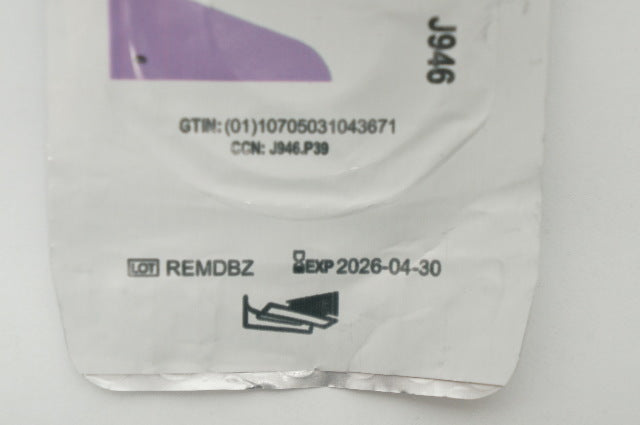 J946
GTIN: (01)10705031043671
CCN: J946.P39
LOT REMDBZ EXP 2026-04-30